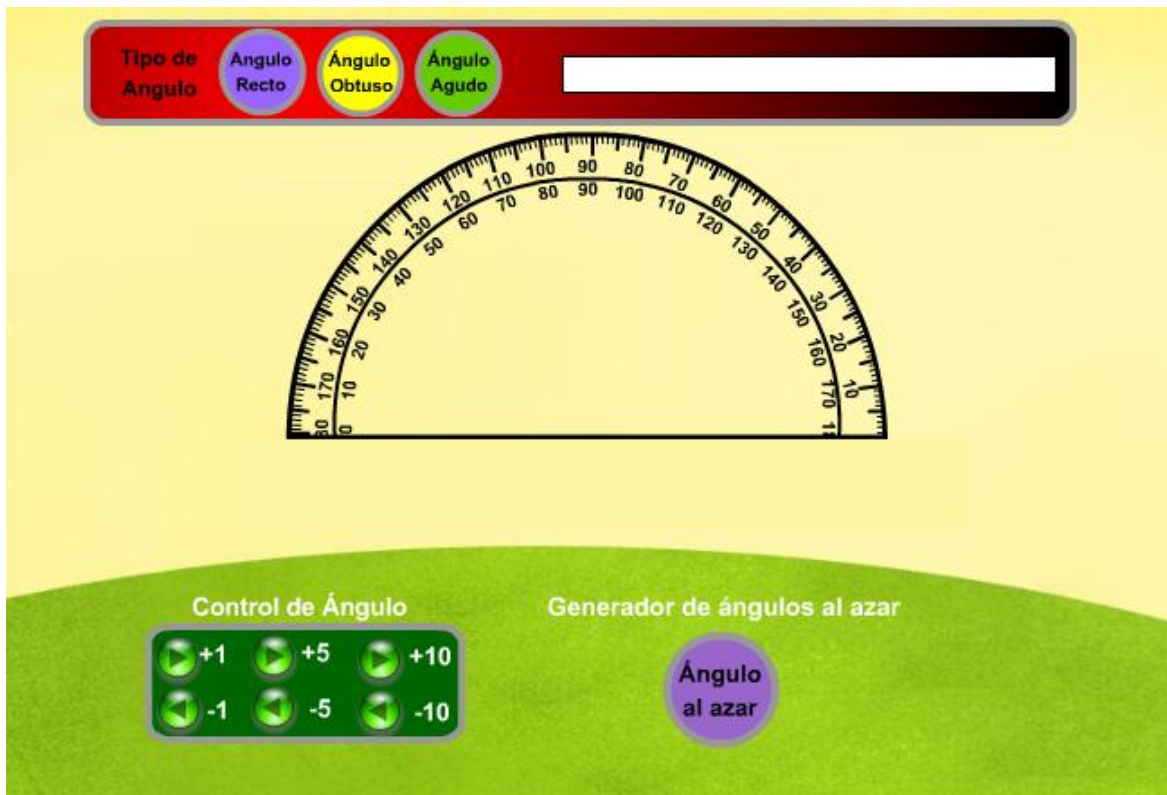 Tipo de
Angulo
Angulo
Recto
Ángulo
Obtuso
Ángulo
Agudo
170 160 150 140 130 120 110 100 90 80 70 60 50 40 30 20 10
0 10 20 30 40 50 60 70 80 90 100 110 120 130 140 150 160 170
Control de Ángulo
+1 +5 +10
-1 -5 -10
Generador de ángulos al azar
Ángulo
al azar